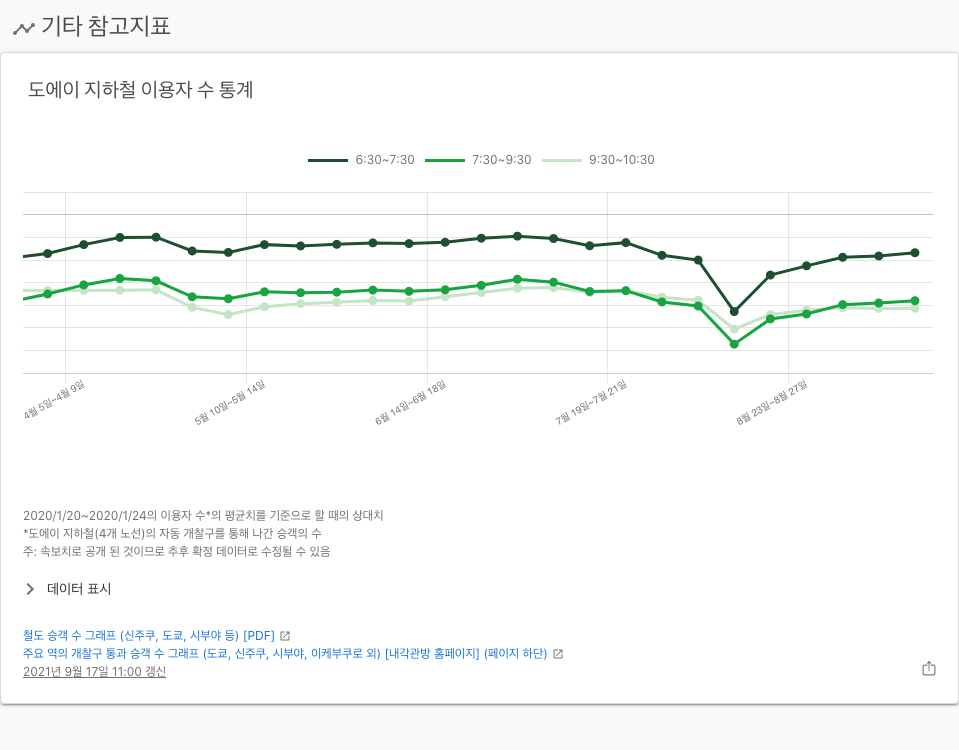 기타 참고지표
도에이 지하철 이용자 수 통계
6:30~7:30 7:30~9:30 9:30~10:30
4월 5일~4월 9일 5월 10일~5월 14일 6월 14일~6월 18일 7월 19일~7월 21일 8월 23일~8월 27일
2020/1/20~2020/1/24의 이용자 수*의 평균치를 기준으로 할 때의 상대치
*도에이 지하철(4개 노선)의 자동 개찰구를 통해 나간 승객의 수
주: 속보치로 공개 된 것이므로 추후 확정 데이터로 수정될 수 있음
데이터 표시
철도 승객 수 그래프 (신주쿠, 도쿄, 시부야 등) [PDF]
주요 역의 개찰구 통과 승객 수 그래프 (도쿄, 신주쿠, 시부야, 이케부쿠로 외) [내각관방 홈페이지] (페이지 하단)
2021년 9월 17일 11:00 갱신